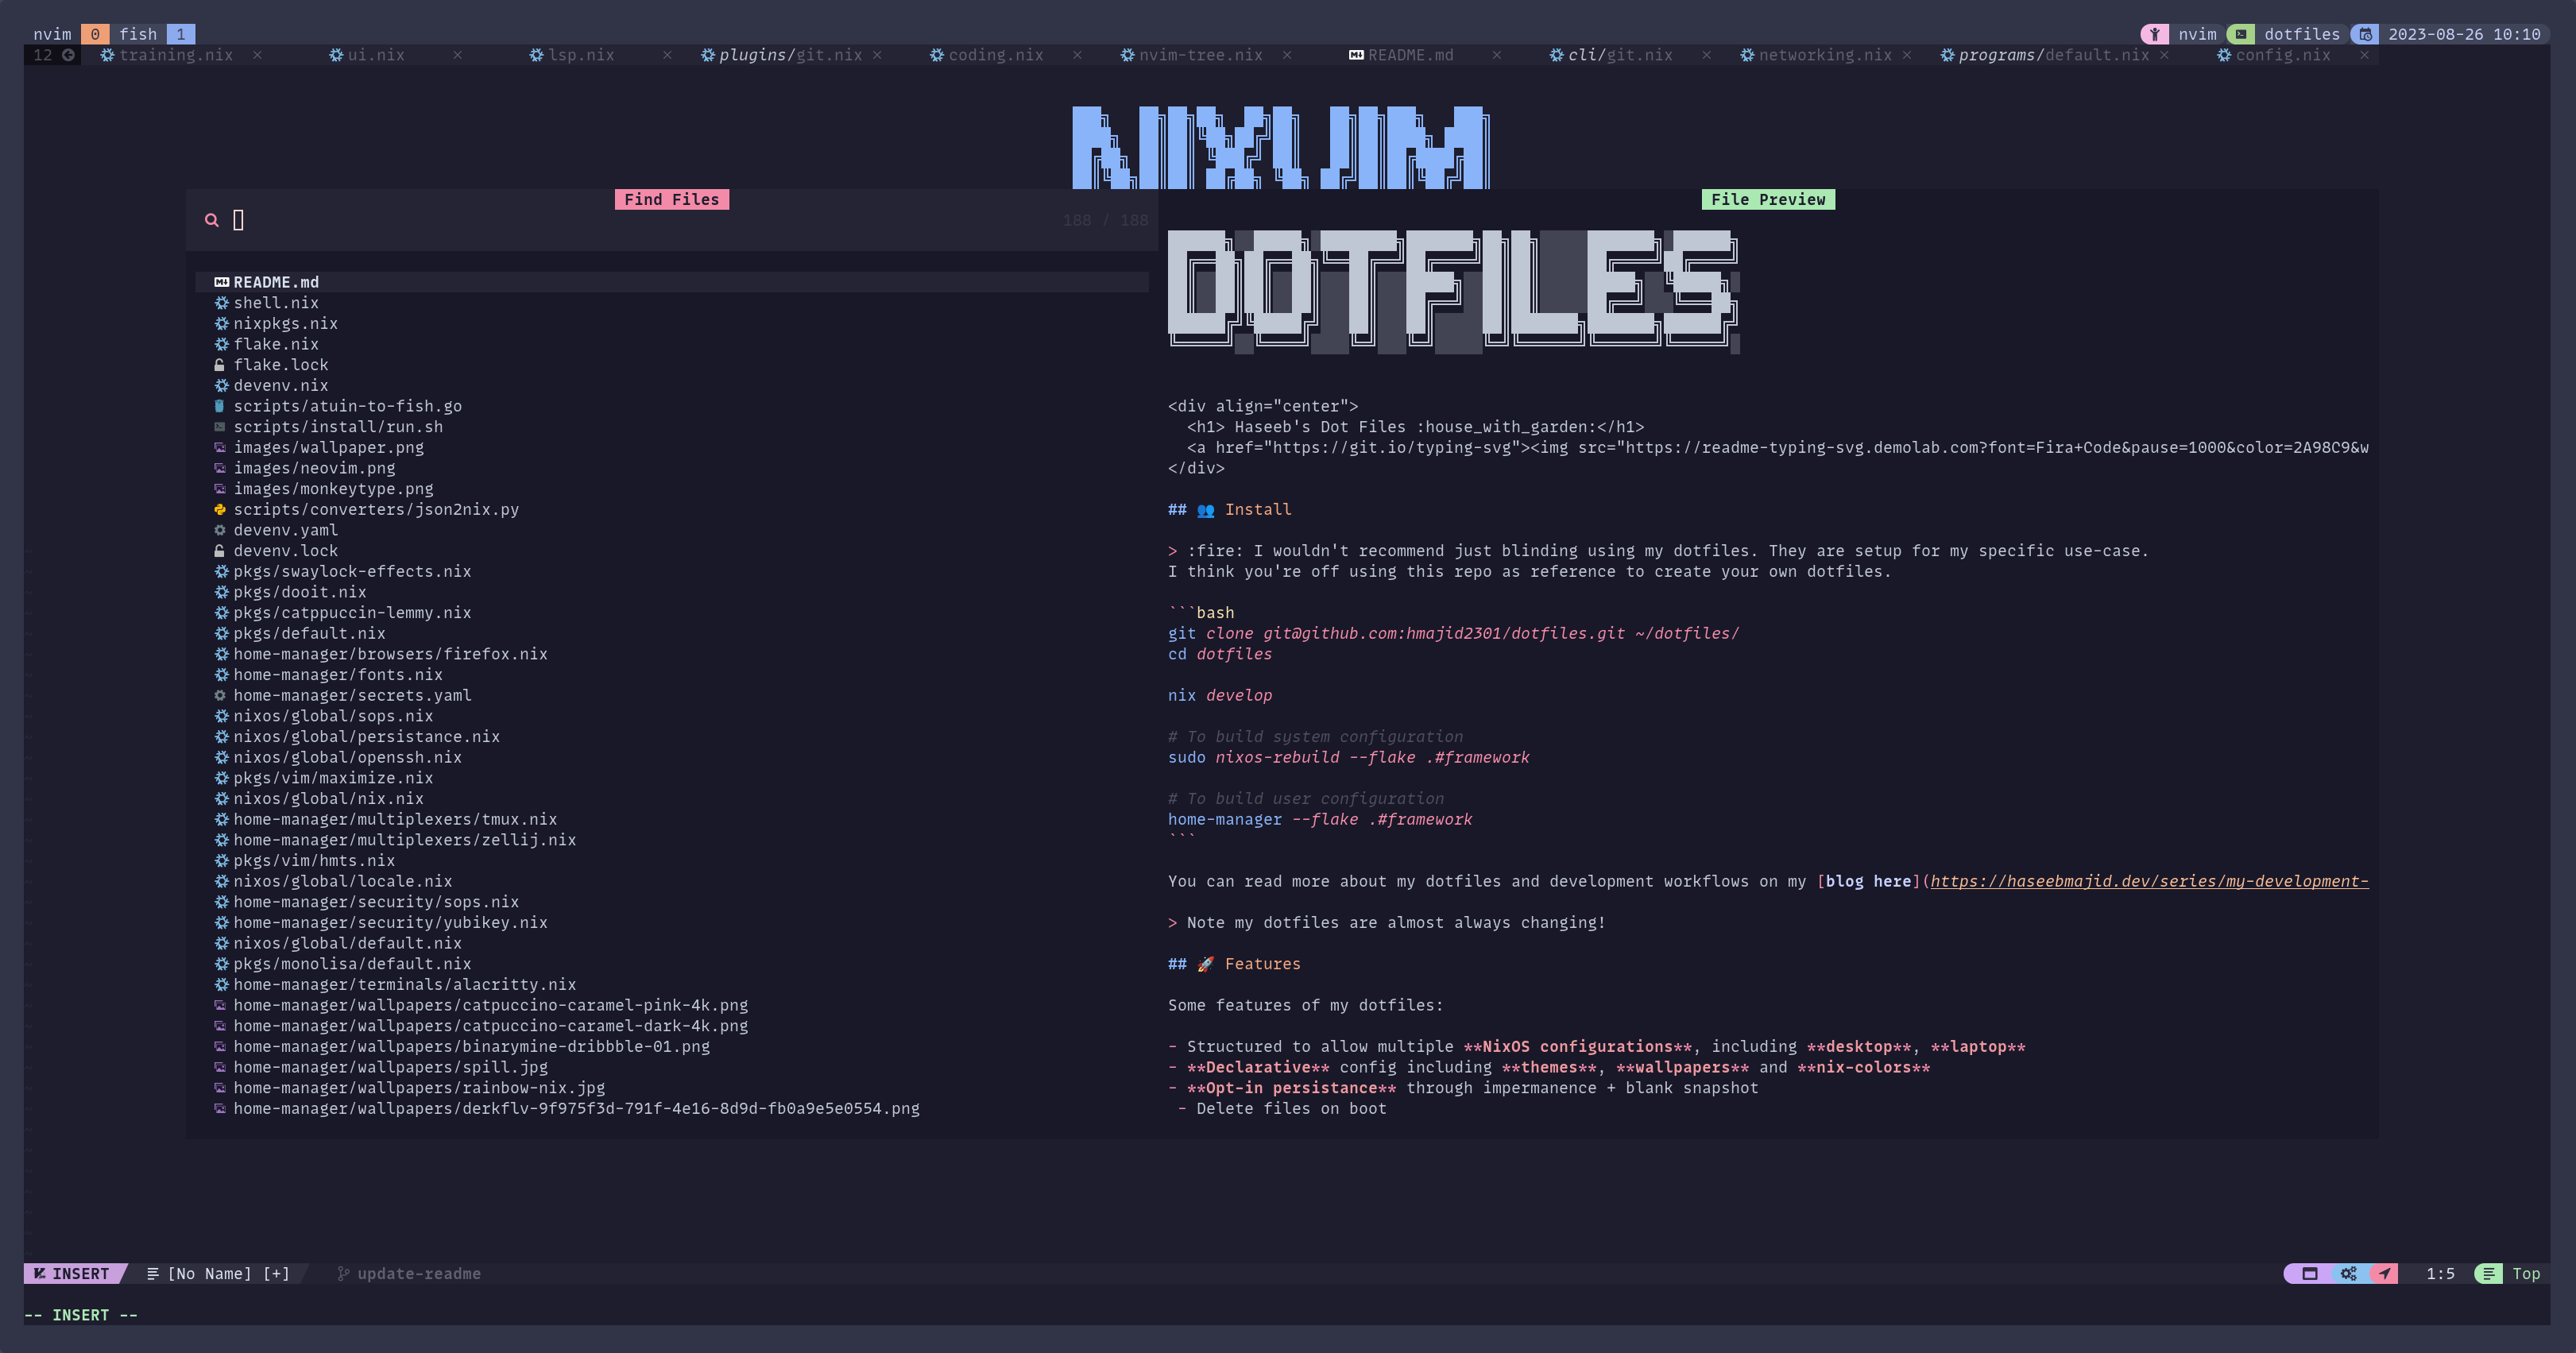 nvim 0 fish 1 nvim dotfiles 2023-08-26 10:10
12 training.nix × ui.nix × lsp.nix × plugins/git.nix × coding.nix × nvim-tree.nix × README.md × cli/git.nix × networking.nix × programs/default.nix × config.nix ×
NIXVIM
Find Files
188 / 188
README.md
shell.nix
nixpkgs.nix
flake.nix
flake.lock
devenv.nix
scripts/atuin-to-fish.go
scripts/install/run.sh
images/wallpaper.png
images/neovim.png
images/monkeytype.png
scripts/converters/json2nix.py
devenv.yaml
devenv.lock
pkgs/swaylock-effects.nix
pkgs/dooit.nix
pkgs/catppuccin-lemmy.nix
pkgs/default.nix
home-manager/browsers/firefox.nix
home-manager/fonts.nix
home-manager/secrets.yaml
nixos/global/sops.nix
nixos/global/persistance.nix
nixos/global/openssh.nix
pkgs/vim/maximize.nix
nixos/global/nix.nix
home-manager/multiplexers/tmux.nix
home-manager/multiplexers/zellij.nix
pkgs/vim/hmts.nix
nixos/global/locale.nix
home-manager/security/sops.nix
home-manager/security/yubikey.nix
nixos/global/default.nix
pkgs/monolisa/default.nix
home-manager/terminals/alacritty.nix
home-manager/wallpapers/catpuccino-caramel-pink-4k.png
home-manager/wallpapers/catpuccino-caramel-dark-4k.png
home-manager/wallpapers/binarymine-dribbble-01.png
home-manager/wallpapers/spill.jpg
home-manager/wallpapers/rainbow-nix.jpg
home-manager/wallpapers/derkflv-9f975f3d-791f-4e16-8d9d-fb0a9e5e0554.png
File Preview
DOTFILES
<div align="center">
<h1> Haseeb's Dot Files :house_with_garden:</h1>
<a href="https://git.io/typing-svg"><img src="https://readme-typing-svg.demolab.com?font=Fira+Code&pause=1000&color=2A98C9&w
</div>
## 👥 Install
> :fire: I wouldn't recommend just blinding using my dotfiles. They are setup for my specific use-case.
I think you're off using this repo as reference to create your own dotfiles.
```bash
git clone git@github.com:hmajid2301/dotfiles.git ~/dotfiles/
cd dotfiles
nix develop
# To build system configuration
sudo nixos-rebuild --flake .#framework
# To build user configuration
home-manager --flake .#framework
```
You can read more about my dotfiles and development workflows on my [blog here](https://haseebmajid.dev/series/my-development-
> Note my dotfiles are almost always changing!
## 🚀 Features
Some features of my dotfiles:
- Structured to allow multiple **NixOS configurations**, including **desktop**, **laptop**
- **Declarative** config including **themes**, **wallpapers** and **nix-colors**
- **Opt-in persistance** through impermanence + blank snapshot
- Delete files on boot
INSERT [No Name] [+] update-readme 1:5 Top
-- INSERT --